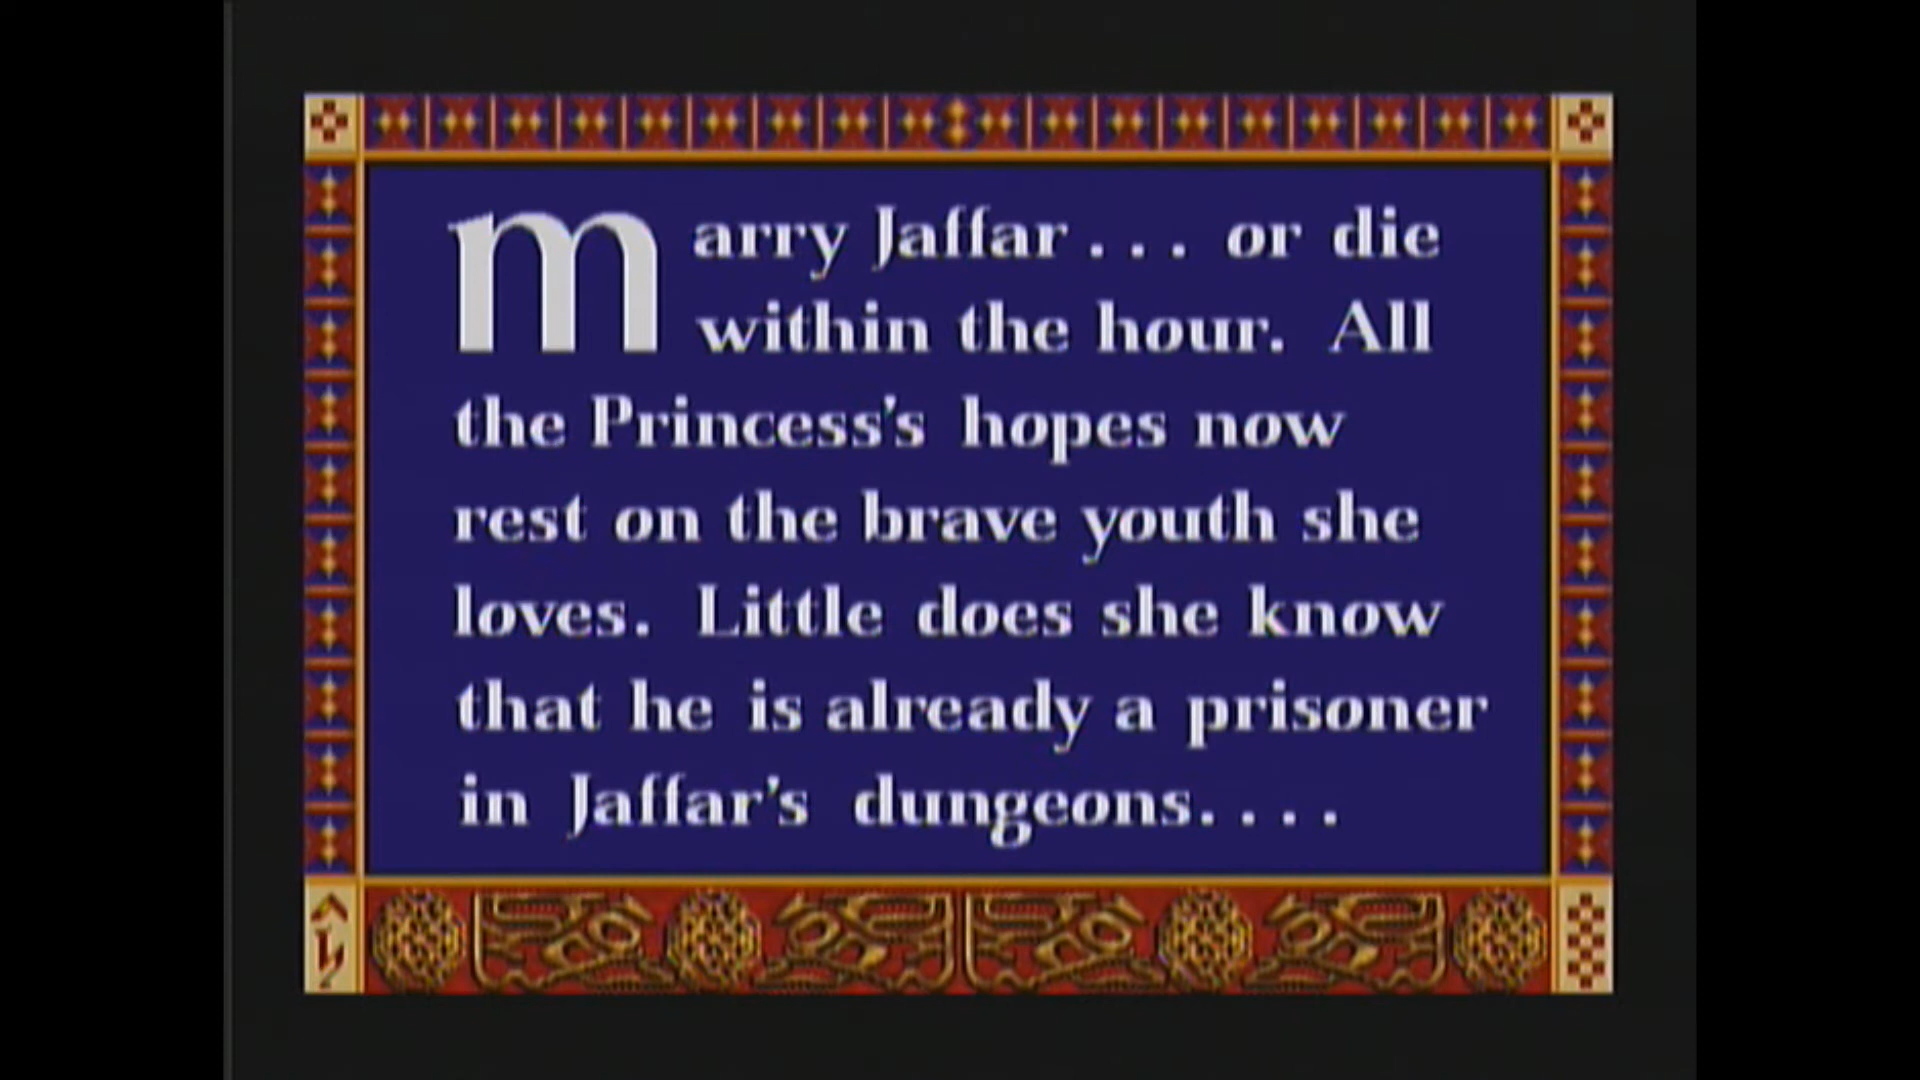 Marry Jaffar... or die
within the hour. All
the Princess's hopes now
rest on the brave youth she
loves. Little does she know
that he is already a prisoner
in Jaffar's dungeons....